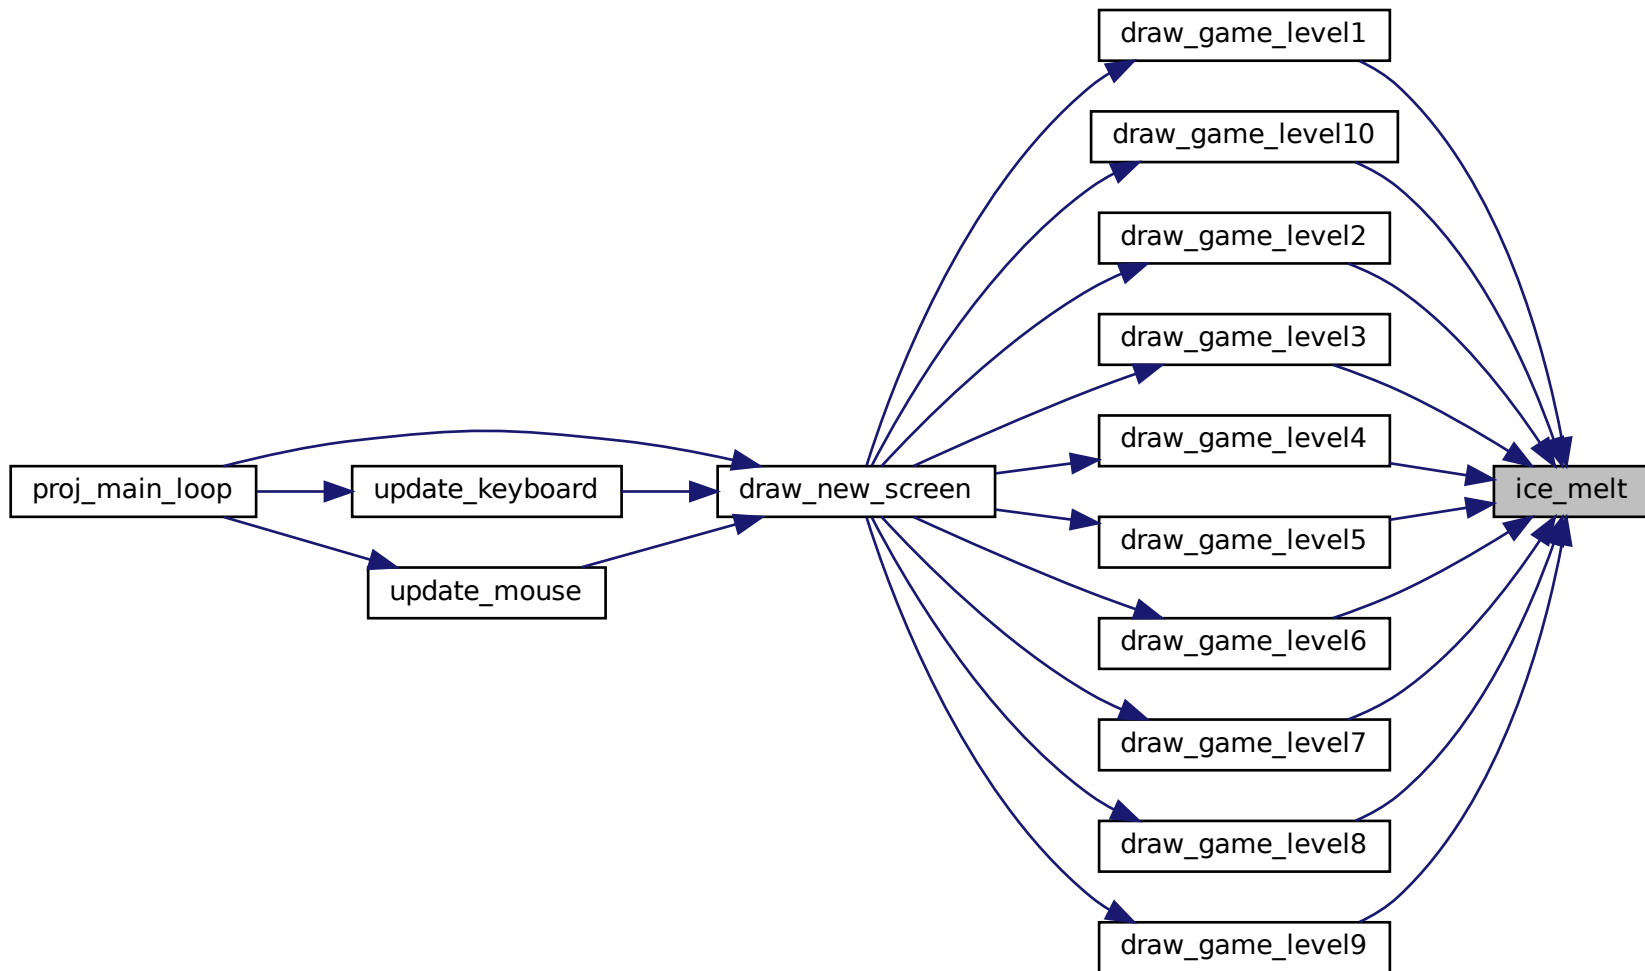 draw_game_level1
draw_game_level10
draw_game_level2
draw_game_level3
draw_game_level4
proj_main_loop
update_keyboard
draw_new_screen
ice_melt
draw_game_level5
update_mouse
draw_game_level6
draw_game_level7
draw_game_level8
draw_game_level9